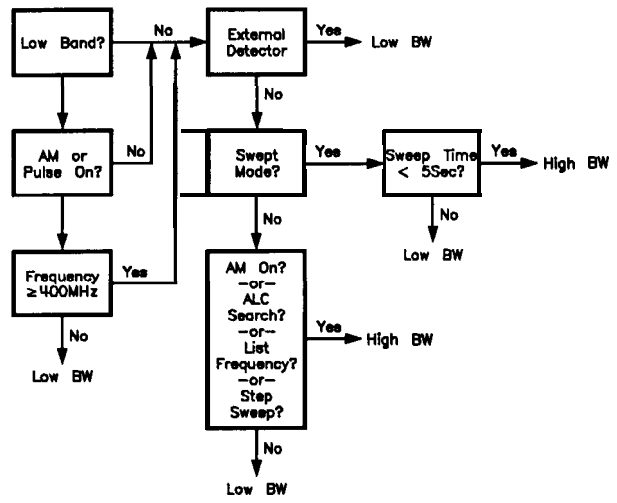 Low Band?
No
External
Detector
Yes
Low BW
No
AM or
Pulse On?
No
Swept
Mode?
Yes
Sweep Time
< 5Sec?
Yes
High BW
No
Low BW
No
Frequency
≥400MHz
Yes
No
Low BW
AM On?
-or-
ALC
Search?
-or-
List
Frequency?
-or-
Step
Sweep?
Yes
High BW
No
Low BW